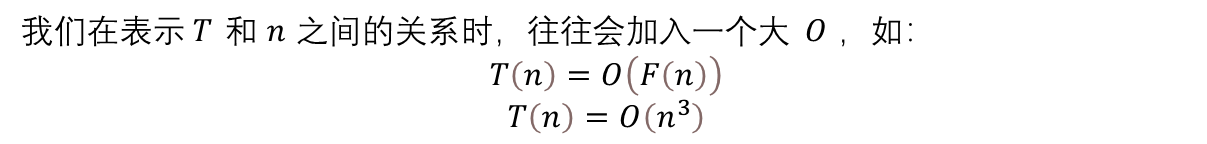 我们在表示 T 和 n 之间的关系时，往往会加入一个大 O ，如：
T(n) = O(F(n))
T(n) = O(n³)